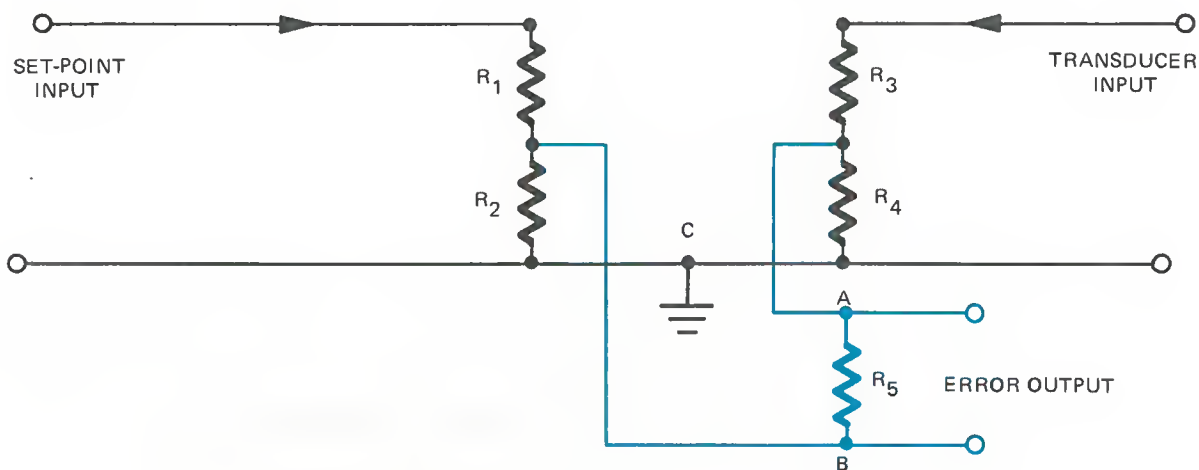 SET-POINT
INPUT
R1
R2
C
R3
R4
TRANSDUCER
INPUT
A
R5
ERROR OUTPUT
B